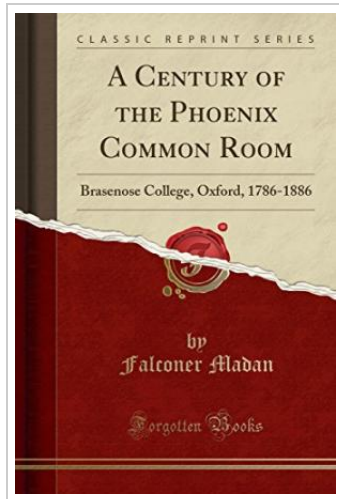 CLASSIC REPRINT SERIES
A CENTURY OF
THE PHOENIX
COMMON ROOM
Brasenose College, Oxford, 1786-1886
by
Falconer Madan
Forgotten Books